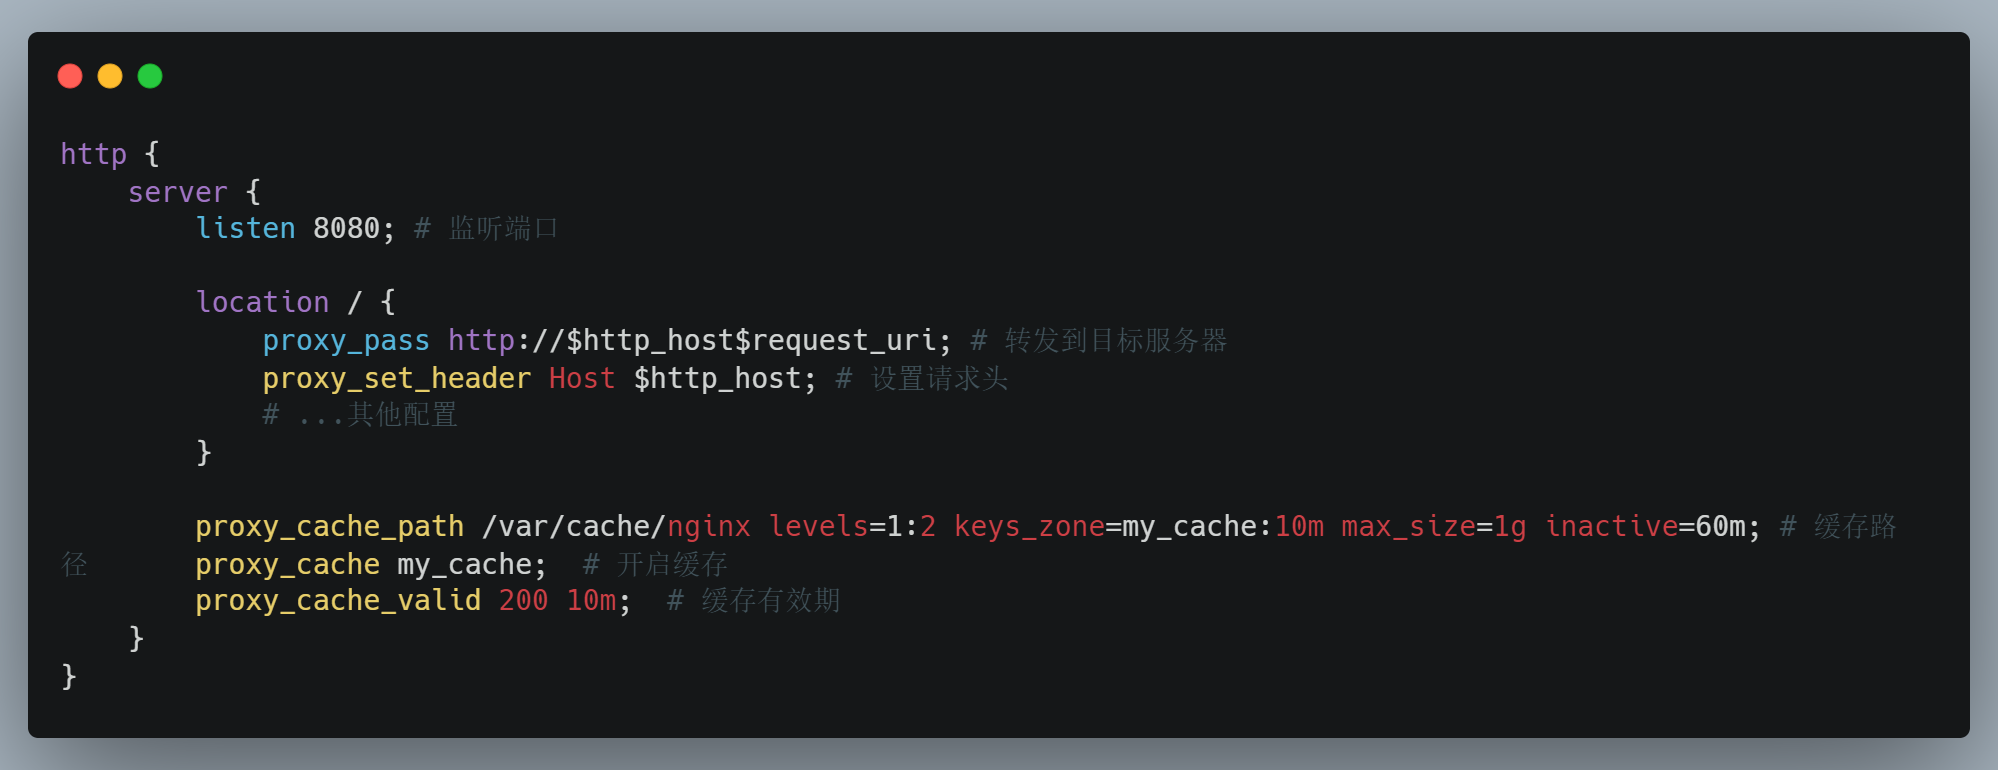 http {
    server {
        listen 8080; # 监听端口

        location / {
            proxy_pass http://$http_host$request_uri; # 转发到目标服务器
            proxy_set_header Host $http_host; # 设置请求头
            # ...其他配置
        }

        proxy_cache_path /var/cache/nginx levels=1:2 keys_zone=my_cache:10m max_size=1g inactive=60m; # 缓存路
径      proxy_cache my_cache;  # 开启缓存
        proxy_cache_valid 200 10m;  # 缓存有效期
    }
}